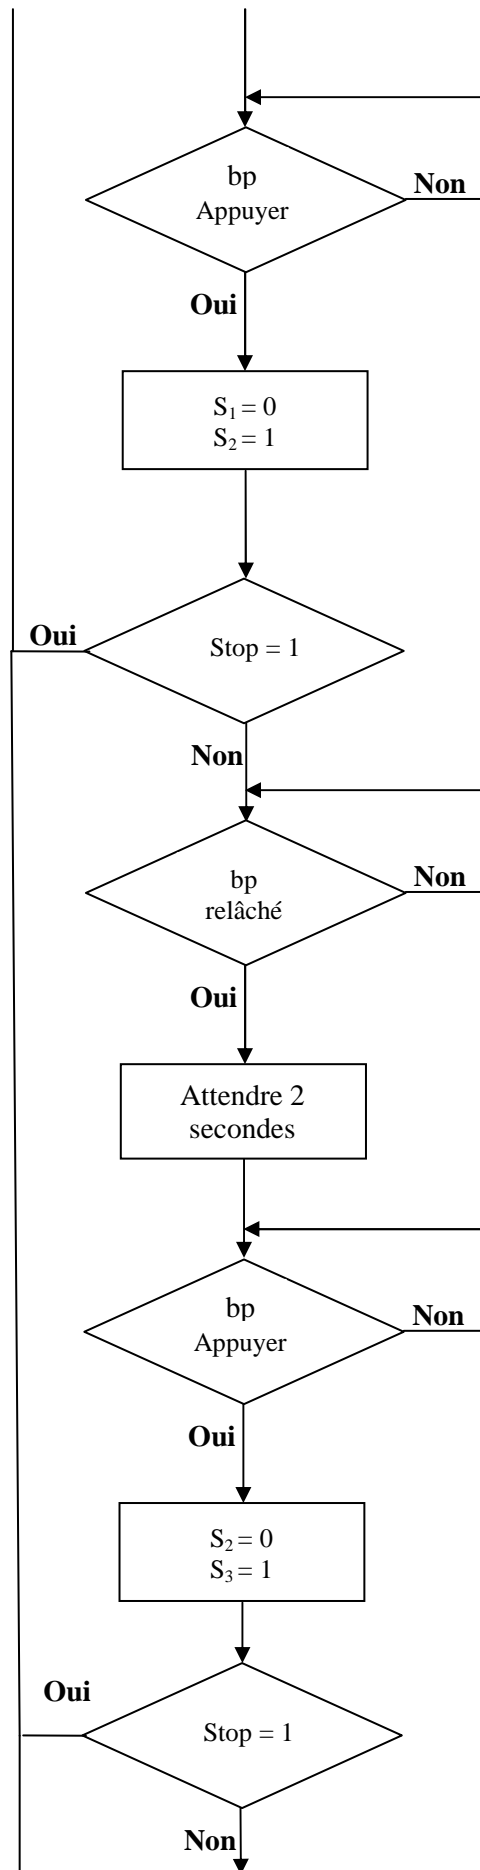 bp
Appuyer
Non
Oui
S₁ = 0
S₂ = 1
Oui
Stop = 1
Non
bp
relâché
Non
Oui
Attendre 2
secondes
bp
Appuyer
Non
Oui
S₂ = 0
S₃ = 1
Oui
Stop = 1
Non